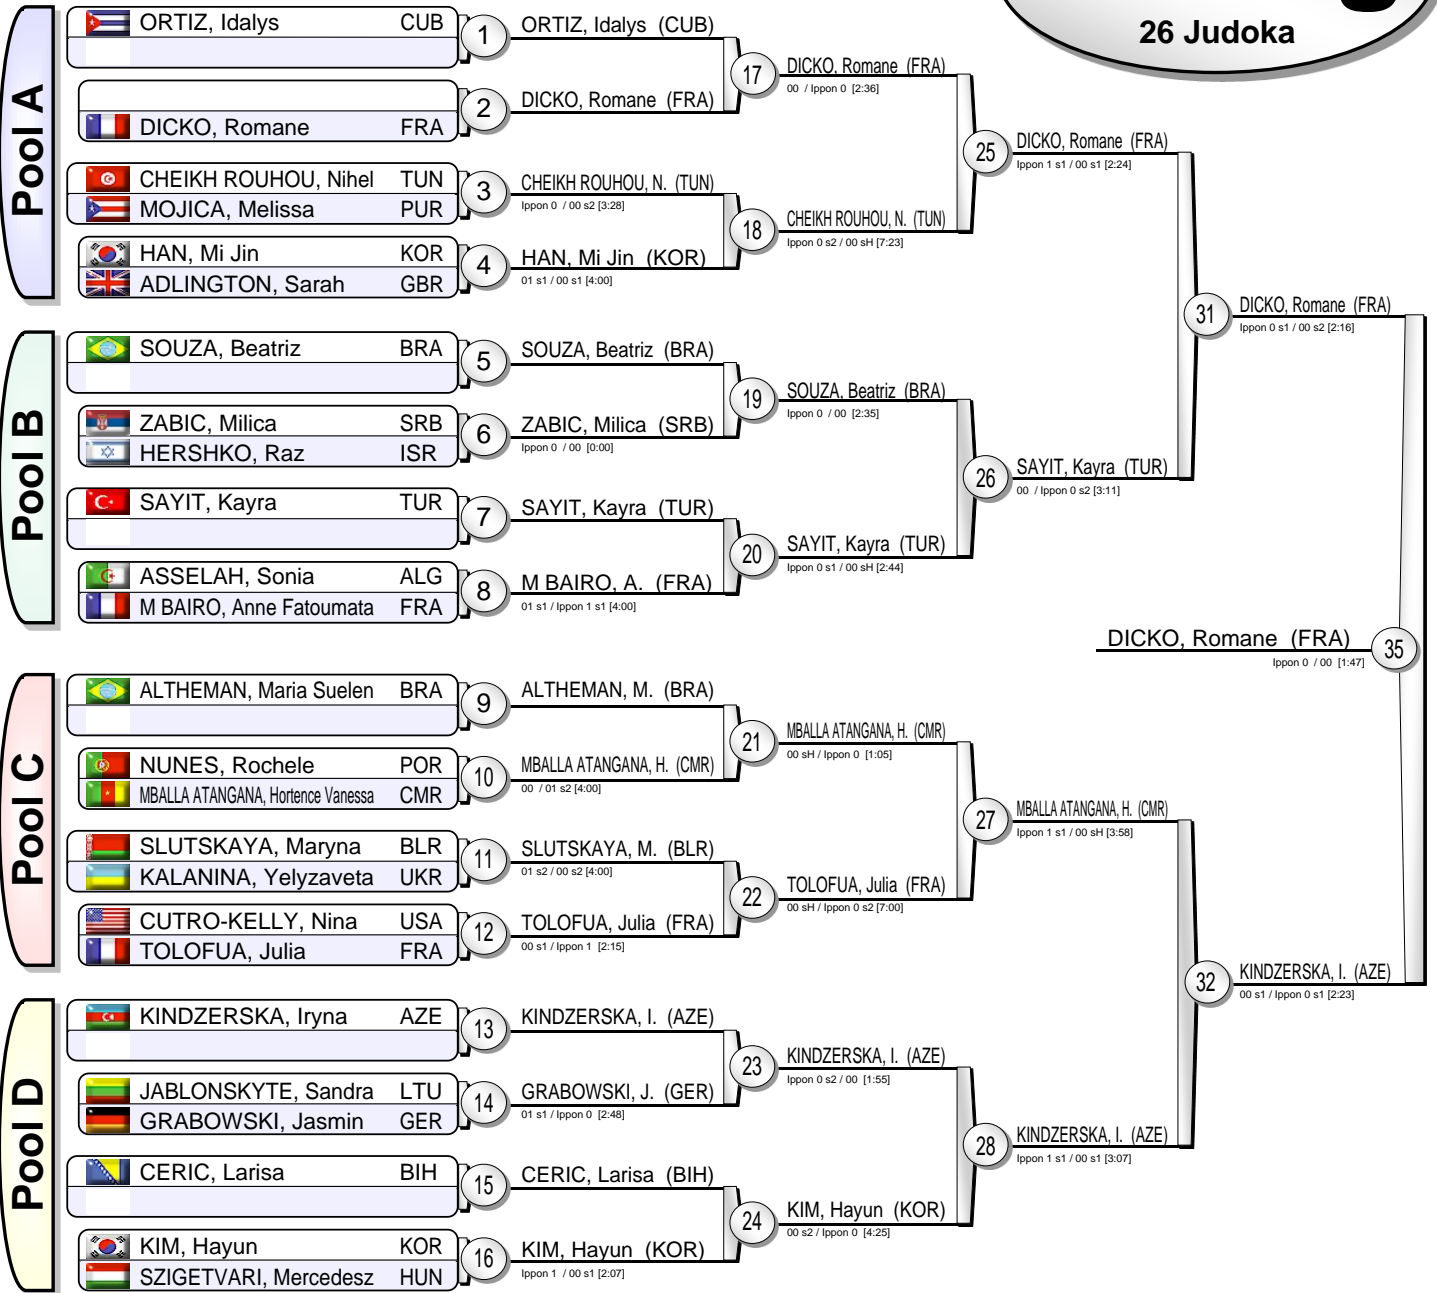 26 Judoka
Pool A
ORTIZ, Idalys CUB
1
ORTIZ, Idalys (CUB)
DICKO, Romane FRA
2
DICKO, Romane (FRA)
17
DICKO, Romane (FRA)
00 / Ippon 0 [2:36]
CHEIKH ROUHOU, Nihel TUN
MOJICA, Melissa PUR
3
CHEIKH ROUHOU, N. (TUN)
Ippon 0 / 00 s2 [3:28]
HAN, Mi Jin KOR
ADLINGTON, Sarah GBR
4
HAN, Mi Jin (KOR)
01 s1 / 00 s1 [4:00]
18
CHEIKH ROUHOU, N. (TUN)
Ippon 0 s2 / 00 sH [7:23]
25
DICKO, Romane (FRA)
Ippon 1 s1 / 00 s1 [2:24]
Pool B
SOUZA, Beatriz BRA
5
SOUZA, Beatriz (BRA)
ZABIC, Milica SRB
HERSHKO, Raz ISR
6
ZABIC, Milica (SRB)
Ippon 0 / 00 [0:00]
19
SOUZA, Beatriz (BRA)
Ippon 0 / 00 [2:35]
SAYIT, Kayra TUR
7
SAYIT, Kayra (TUR)
ASSELAH, Sonia ALG
M BAIRO, Anne Fatoumata FRA
8
M BAIRO, A. (FRA)
01 s1 / Ippon 1 s1 [4:00]
20
SAYIT, Kayra (TUR)
Ippon 0 s1 / 00 sH [2:44]
26
SAYIT, Kayra (TUR)
00 / Ippon 0 s2 [3:11]
31
DICKO, Romane (FRA)
Ippon 0 s1 / 00 s2 [2:16]
DICKO, Romane (FRA)
35
Ippon 0 / 00 [1:47]
Pool C
ALTHEMAN, Maria Suelen BRA
9
ALTHEMAN, M. (BRA)
NUNES, Rochele POR
MBALLA ATANGANA, Hortence Vanessa CMR
10
MBALLA ATANGANA, H. (CMR)
00 / 01 s2 [4:00]
21
MBALLA ATANGANA, H. (CMR)
00 sH / Ippon 0 [1:05]
SLUTSKAYA, Maryna BLR
KALANINA, Yelyzaveta UKR
11
SLUTSKAYA, M. (BLR)
01 s2 / 00 s2 [4:00]
CUTRO-KELLY, Nina USA
TOLOFUA, Julia FRA
12
TOLOFUA, Julia (FRA)
00 s1 / Ippon 1 [2:15]
22
TOLOFUA, Julia (FRA)
00 sH / Ippon 0 s2 [7:00]
27
MBALLA ATANGANA, H. (CMR)
Ippon 1 s1 / 00 sH [3:58]
Pool D
KINDZERSKA, Iryna AZE
13
KINDZERSKA, I. (AZE)
JABLONSKYTE, Sandra LTU
GRABOWSKI, Jasmin GER
14
GRABOWSKI, J. (GER)
01 s1 / Ippon 0 [2:48]
23
KINDZERSKA, I. (AZE)
Ippon 0 s2 / 00 [1:55]
CERIC, Larisa BIH
15
CERIC, Larisa (BIH)
KIM, Hayun KOR
SZIGETVARI, Mercedesz HUN
16
KIM, Hayun (KOR)
Ippon 1 / 00 s1 [2:07]
24
KIM, Hayun (KOR)
00 s2 / Ippon 0 [4:25]
28
KINDZERSKA, I. (AZE)
Ippon 1 s1 / 00 s1 [3:07]
32
KINDZERSKA, I. (AZE)
00 s1 / Ippon 0 s1 [2:23]